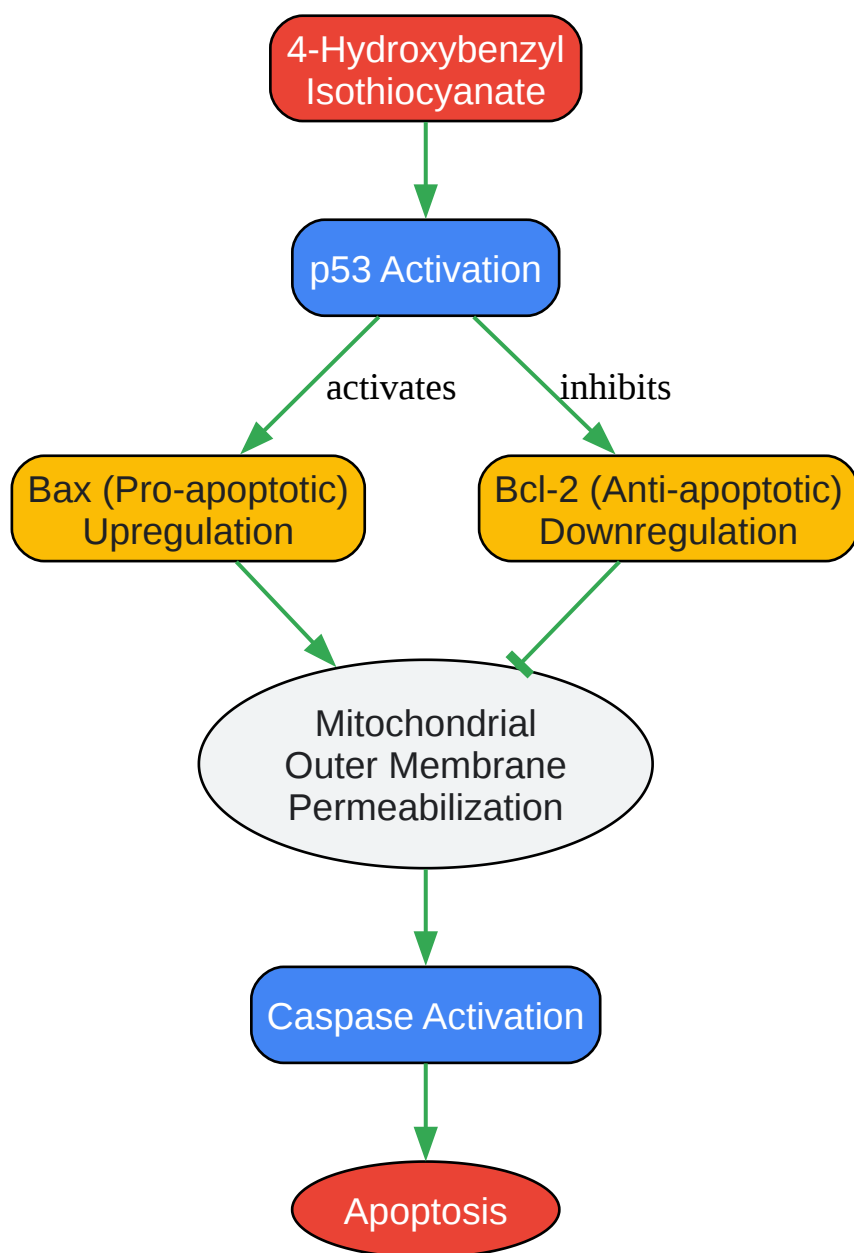 4-Hydroxybenzyl
Isothiocyanate
p53 Activation
activates
inhibits
Bax (Pro-apoptotic)
Upregulation
Bcl-2 (Anti-apoptotic)
Downregulation
Mitochondrial
Outer Membrane
Permeabilization
Caspase Activation
Apoptosis